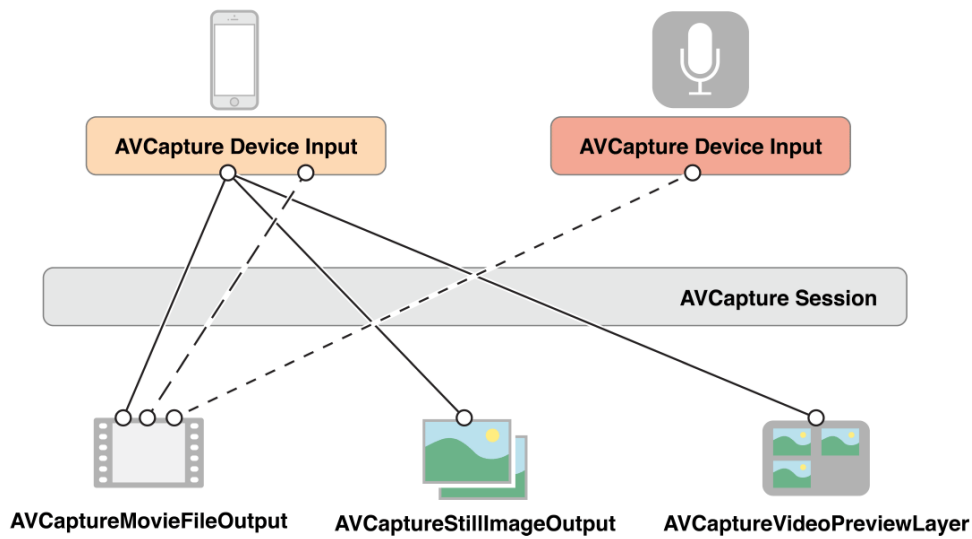 AVCapture Device Input
AVCapture Device Input
AVCapture Session
AVCaptureMovieFileOutput
AVCaptureStillImageOutput
AVCaptureVideoPreviewLayer